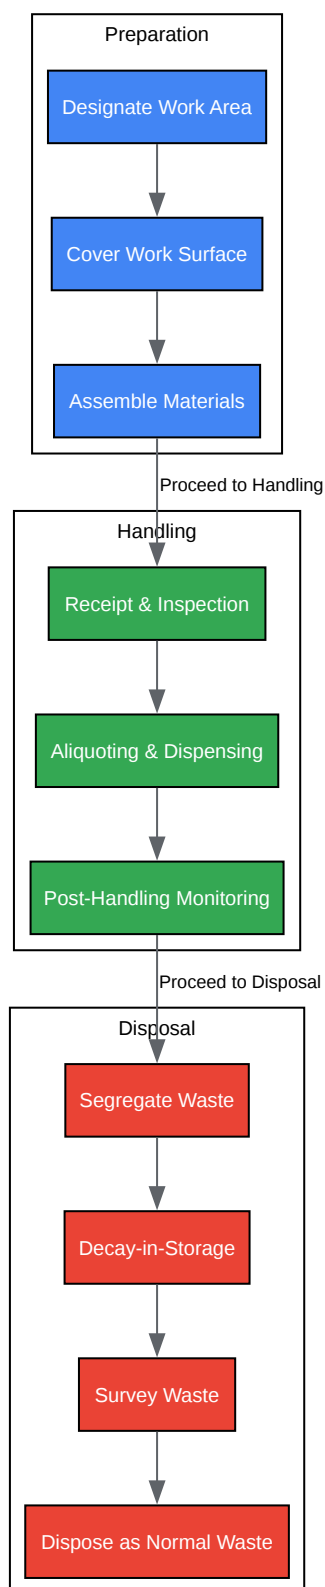 Preparation
Designate Work Area
Cover Work Surface
Assemble Materials
Proceed to Handling
Handling
Receipt & Inspection
Aliquoting & Dispensing
Post-Handling Monitoring
Proceed to Disposal
Disposal
Segregate Waste
Decay-in-Storage
Survey Waste
Dispose as Normal Waste